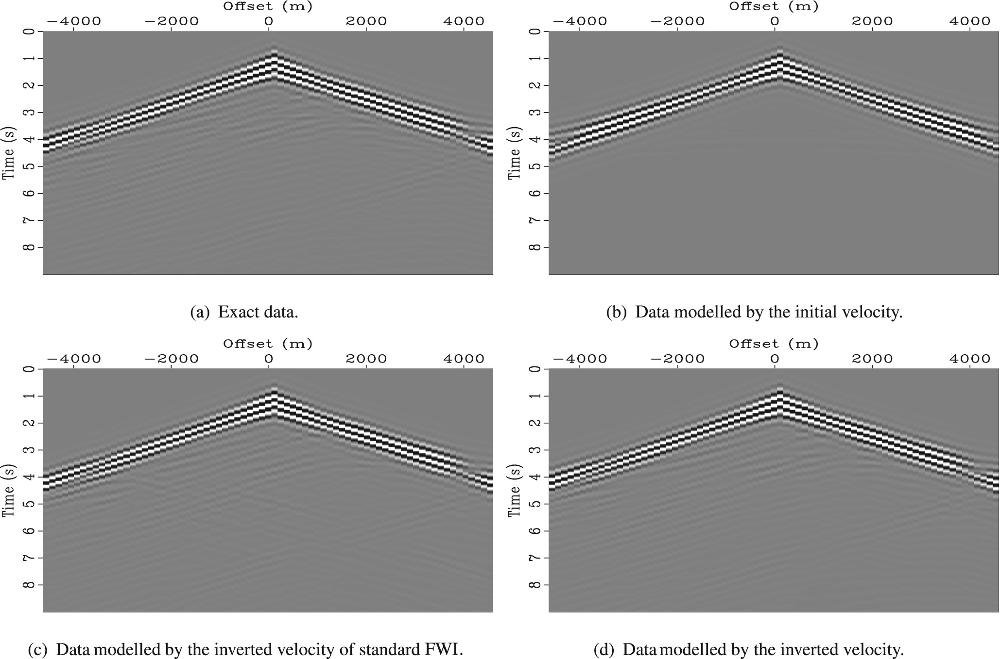 Offset (m)
−4000 −2000 0 2000 4000
0 1 2 3 4 5 6 7 8
Time (s)
(a) Exact data.
Offset (m)
−4000 −2000 0 2000 4000
0 1 2 3 4 5 6 7 8
Time (s)
(b) Data modelled by the initial velocity.
Offset (m)
−4000 −2000 0 2000 4000
0 1 2 3 4 5 6 7 8
Time (s)
(c) Data modelled by the inverted velocity of standard FWI.
Offset (m)
−4000 −2000 0 2000 4000
0 1 2 3 4 5 6 7 8
Time (s)
(d) Data modelled by the inverted velocity.